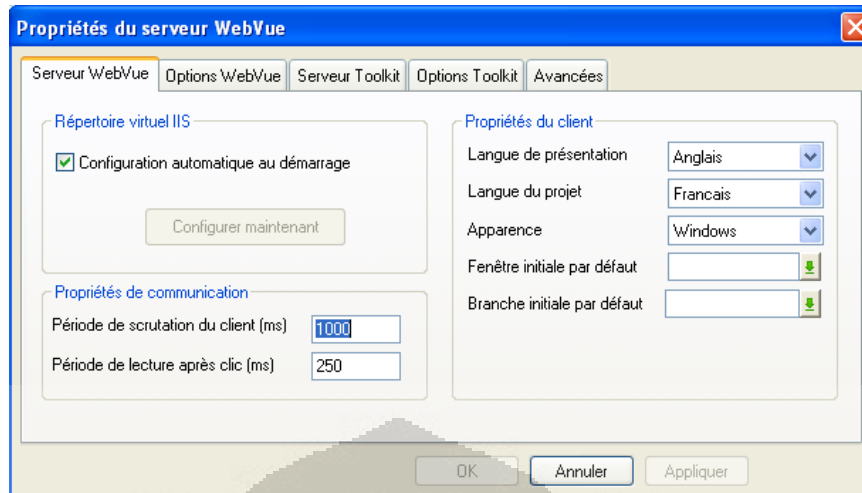 Propriétés du serveur WebVue
Serveur WebVue Options WebVue Serveur Toolkit Options Toolkit Avancées
Répertoire virtuel IIS
Configuration automatique au démarrage
Configurer maintenant
Propriétés de communication
Période de scrutation du client (ms) 1000
Période de lecture après clic (ms) 250
Propriétés du client
Langue de présentation Anglais
Langue du projet Francais
Apparence Windows
Fenêtre initiale par défaut
Branche initiale par défaut
OK Annuler Appliquer